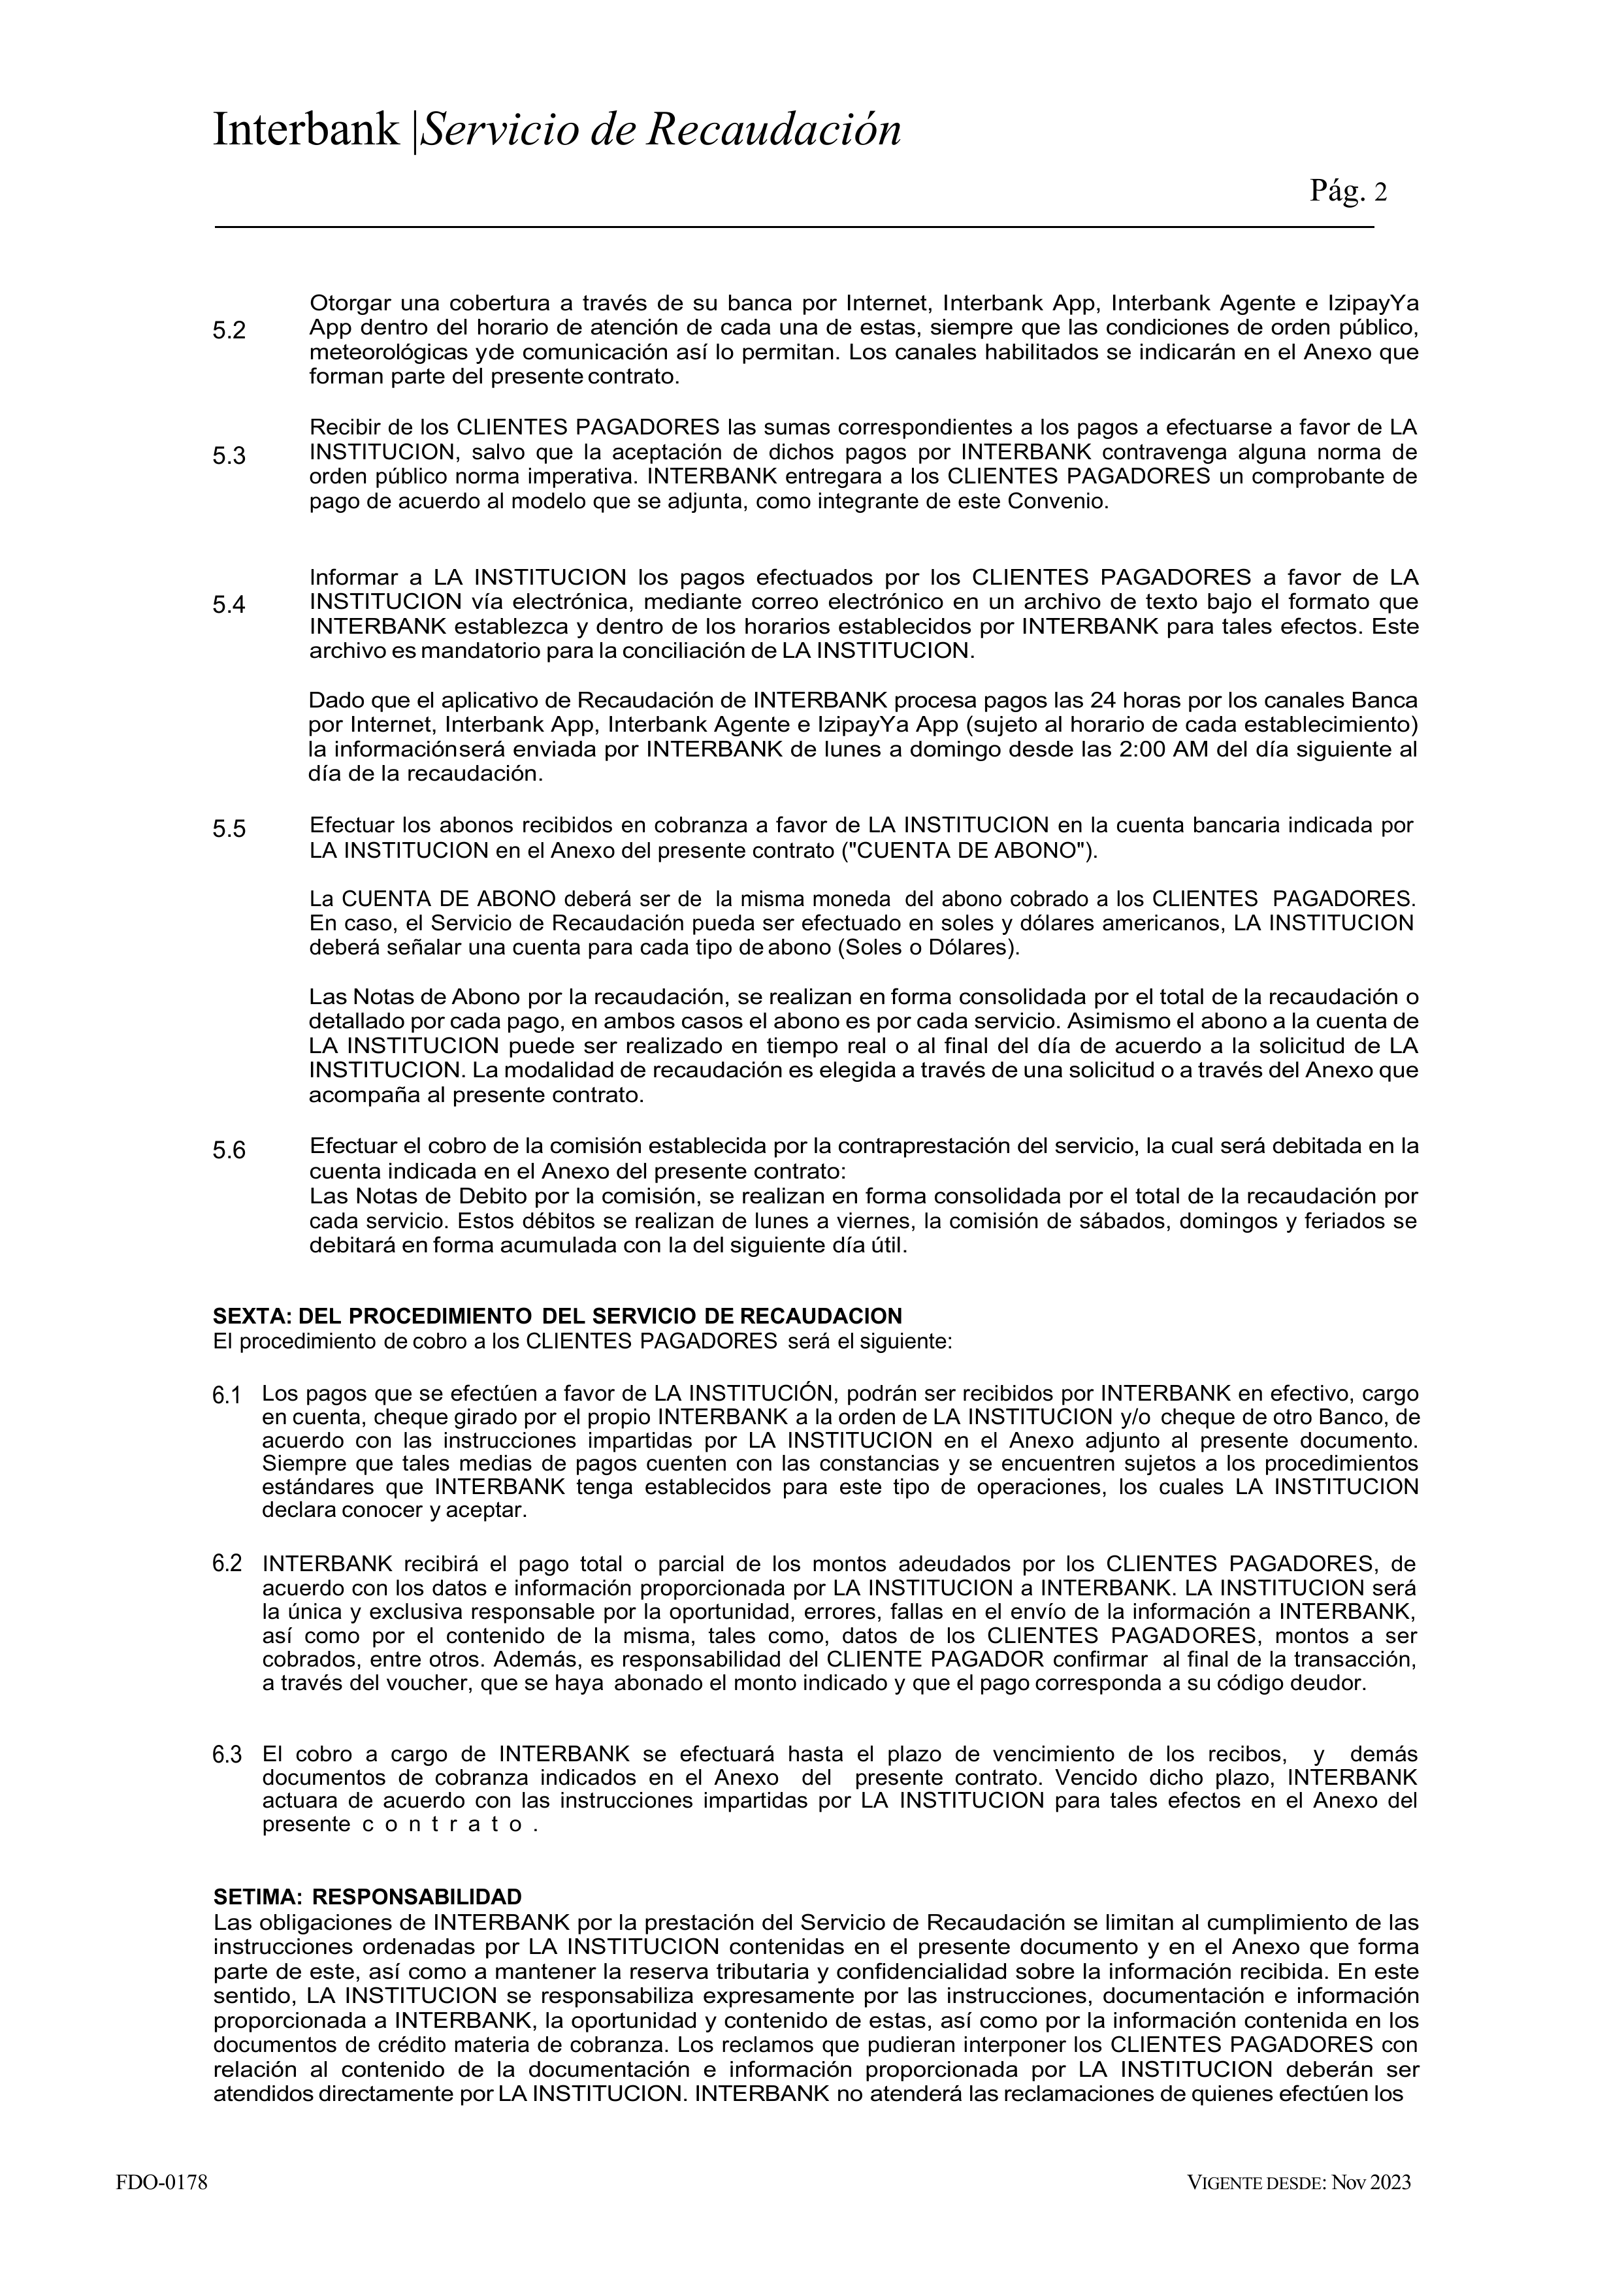 Interbank |Servicio de Recaudación
Pág. 2
5.2 Otorgar una cobertura a través de su banca por Internet, Interbank App, Interbank Agente e IzipayYa
App dentro del horario de atención de cada una de estas, siempre que las condiciones de orden público,
meteorológicas yde comunicación así lo permitan. Los canales habilitados se indicarán en el Anexo que
forman parte del presente contrato.
5.3 Recibir de los CLIENTES PAGADORES las sumas correspondientes a los pagos a efectuarse a favor de LA
INSTITUCION, salvo que la aceptación de dichos pagos por INTERBANK contravenga alguna norma de
orden público norma imperativa. INTERBANK entregara a los CLIENTES PAGADORES un comprobante de
pago de acuerdo al modelo que se adjunta, como integrante de este Convenio.
5.4 Informar a LA INSTITUCION los pagos efectuados por los CLIENTES PAGADORES a favor de LA
INSTITUCION vía electrónica, mediante correo electrónico en un archivo de texto bajo el formato que
INTERBANK establezca y dentro de los horarios establecidos por INTERBANK para tales efectos. Este
archivo es mandatorio para la conciliación de LA INSTITUCION.
Dado que el aplicativo de Recaudación de INTERBANK procesa pagos las 24 horas por los canales Banca
por Internet, Interbank App, Interbank Agente e IzipayYa App (sujeto al horario de cada establecimiento)
la informaciónserá enviada por INTERBANK de lunes a domingo desde las 2:00 AM del día siguiente al
día de la recaudación.
5.5 Efectuar los abonos recibidos en cobranza a favor de LA INSTITUCION en la cuenta bancaria indicada por
LA INSTITUCION en el Anexo del presente contrato ("CUENTA DE ABONO").
La CUENTA DE ABONO deberá ser de la misma moneda del abono cobrado a los CLIENTES PAGADORES.
En caso, el Servicio de Recaudación pueda ser efectuado en soles y dólares americanos, LA INSTITUCION
deberá señalar una cuenta para cada tipo de abono (Soles o Dólares).
Las Notas de Abono por la recaudación, se realizan en forma consolidada por el total de la recaudación o
detallado por cada pago, en ambos casos el abono es por cada servicio. Asimismo el abono a la cuenta de
LA INSTITUCION puede ser realizado en tiempo real o al final del día de acuerdo a la solicitud de LA
INSTITUCION. La modalidad de recaudación es elegida a través de una solicitud o a través del Anexo que
acompaña al presente contrato.
5.6 Efectuar el cobro de la comisión establecida por la contraprestación del servicio, la cual será debitada en la
cuenta indicada en el Anexo del presente contrato:
Las Notas de Debito por la comisión, se realizan en forma consolidada por el total de la recaudación por
cada servicio. Estos débitos se realizan de lunes a viernes, la comisión de sábados, domingos y feriados se
debitará en forma acumulada con la del siguiente día útil.
SEXTA: DEL PROCEDIMIENTO DEL SERVICIO DE RECAUDACION
El procedimiento de cobro a los CLIENTES PAGADORES será el siguiente:
6.1 Los pagos que se efectúen a favor de LA INSTITUCIÓN, podrán ser recibidos por INTERBANK en efectivo, cargo
en cuenta, cheque girado por el propio INTERBANK a la orden de LA INSTITUCION y/o cheque de otro Banco, de
acuerdo con las instrucciones impartidas por LA INSTITUCION en el Anexo adjunto al presente documento.
Siempre que tales medias de pagos cuenten con las constancias y se encuentren sujetos a los procedimientos
estándares que INTERBANK tenga establecidos para este tipo de operaciones, los cuales LA INSTITUCION
declara conocer y aceptar.
6.2 INTERBANK recibirá el pago total o parcial de los montos adeudados por los CLIENTES PAGADORES, de
acuerdo con los datos e información proporcionada por LA INSTITUCION a INTERBANK. LA INSTITUCION será
la única y exclusiva responsable por la oportunidad, errores, fallas en el envío de la información a INTERBANK,
así como por el contenido de la misma, tales como, datos de los CLIENTES PAGADORES, montos a ser
cobrados, entre otros. Además, es responsabilidad del CLIENTE PAGADOR confirmar al final de la transacción,
a través del voucher, que se haya abonado el monto indicado y que el pago corresponda a su código deudor.
6.3 El cobro a cargo de INTERBANK se efectuará hasta el plazo de vencimiento de los recibos, y demás
documentos de cobranza indicados en el Anexo del presente contrato. Vencido dicho plazo, INTERBANK
actuara de acuerdo con las instrucciones impartidas por LA INSTITUCION para tales efectos en el Anexo del
presente c o n t r a t o .
SETIMA: RESPONSABILIDAD
Las obligaciones de INTERBANK por la prestación del Servicio de Recaudación se limitan al cumplimiento de las
instrucciones ordenadas por LA INSTITUCION contenidas en el presente documento y en el Anexo que forma
parte de este, así como a mantener la reserva tributaria y confidencialidad sobre la información recibida. En este
sentido, LA INSTITUCION se responsabiliza expresamente por las instrucciones, documentación e información
proporcionada a INTERBANK, la oportunidad y contenido de estas, así como por la información contenida en los
documentos de crédito materia de cobranza. Los reclamos que pudieran interponer los CLIENTES PAGADORES con
relación al contenido de la documentación e información proporcionada por LA INSTITUCION deberán ser
atendidos directamente por LA INSTITUCION. INTERBANK no atenderá las reclamaciones de quienes efectúen los
FDO-0178
VIGENTE DESDE: Nov 2023